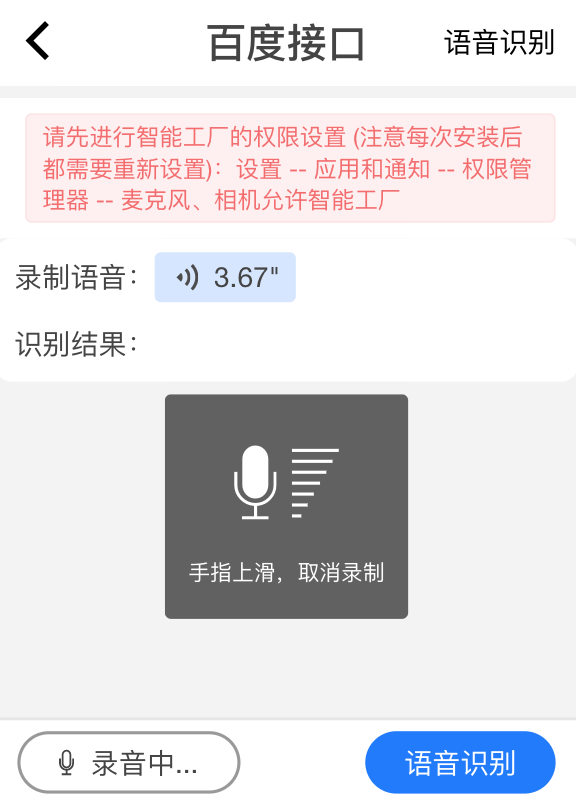 百度接口
语音识别
请先进行智能工厂的权限设置 (注意每次安装后
都需要重新设置)：设置 -- 应用和通知 -- 权限管
理器 -- 麦克风、相机允许智能工厂
录制语音：
3.67"
识别结果：
手指上滑，取消录制
录音中...
语音识别